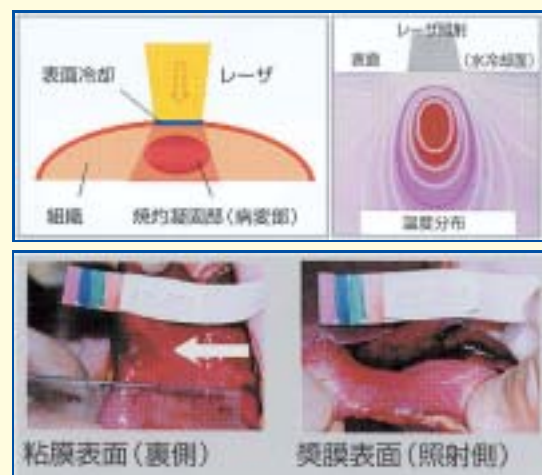 表面冷却
レーザ
組織
焼灼凝固部(病変部)
レーザ照射
表面
(水冷却面)
温度分布
粘膜表面(裏側)
漿膜表面(照射側)